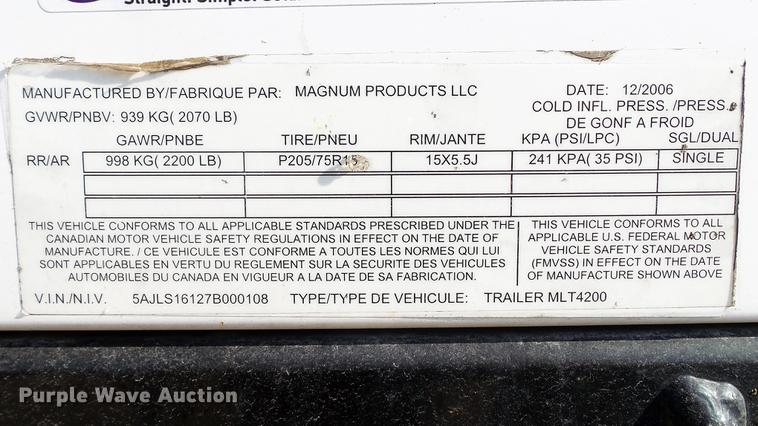 Straight. Simple.
MANUFACTURED BY/FABRIQUE PAR: MAGNUM PRODUCTS LLC DATE: 12/2006
GVWR/PNBV: 939 KG( 2070 LB) COLD INFL. PRESS. /PRESS.
DE GONF A FROID
GAWR/PNBE TIRE/PNEU RIM/JANTE KPA (PSI/LPC) SGL/DUAL
RR/AR 998 KG( 2200 LB) P205/75R15 15X5.5J 241 KPA( 35 PSI) SINGLE
THIS VEHICLE CONFORMS TO ALL APPLICABLE STANDARDS PRESCRIBED UNDER THE
CANADIAN MOTOR VEHICLE SAFETY REGULATIONS IN EFFECT ON THE DATE OF
MANUFACTURE. / CE VEHICULE EST CONFORME A TOUTES LES NORMES QUI LUI
SONT APPLICABLES EN VERTU DU REGLEMENT SUR LA SECURITE DES VEHICULES
AUTOMOBILES DU CANADA EN VIGUEUR A LA DATE DE SA FABRICATION.
THIS VEHICLE CONFORMS TO ALL
APPLICABLE U.S. FEDERAL MOTOR
VEHICLE SAFETY STANDARDS
(FMVSS) IN EFFECT ON THE DATE
OF MANUFACTURE SHOWN ABOVE
V.I.N./N.I.V. 5AJLS16127B000108 TYPE/TYPE DE VEHICULE: TRAILER MLT4200
Purple Wave Auction